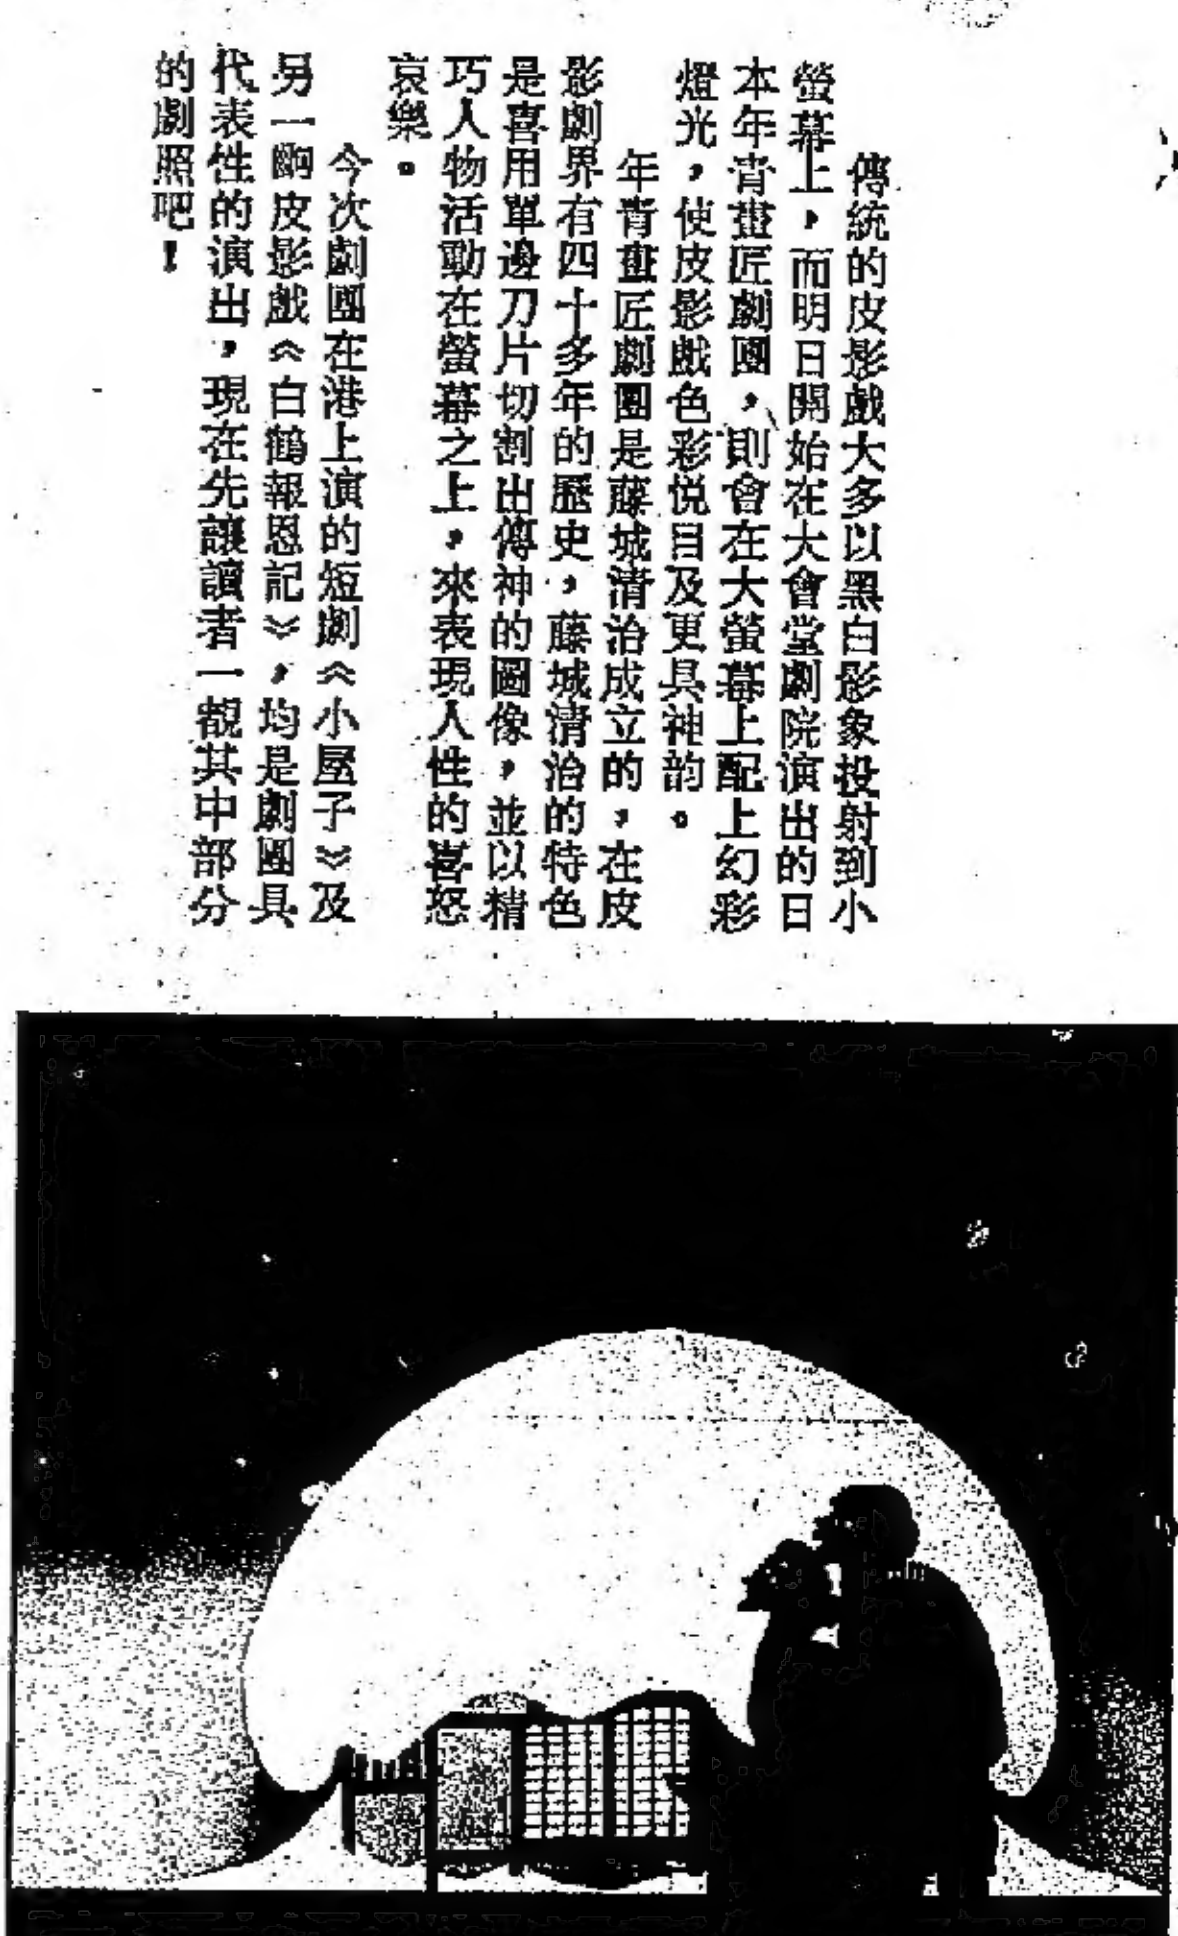 傳統的皮影戲大多以黑白影象投射到小
螢幕上，而明日開始在大會堂劇院演出的日
本年青畫匠劇團，則會在大螢幕上配上幻彩
燈光，使皮影戲色彩悅目及更具神韵。
年青畫匠劇團是藤城清治成立的，在皮
影劇界有四十多年的歷史，藤城清治的特色
是喜用單邊刀片切割出傳神的圖像，並以精
巧人物活動在螢幕之上，來表現人性的喜怒
哀樂。
今次劇團在港上演的短劇《小屋子》及
另一齣皮影戲《白鶴報恩記》，均是劇團具
代表性的演出，現在先讓讀者一覩其中部分
的劇照吧！